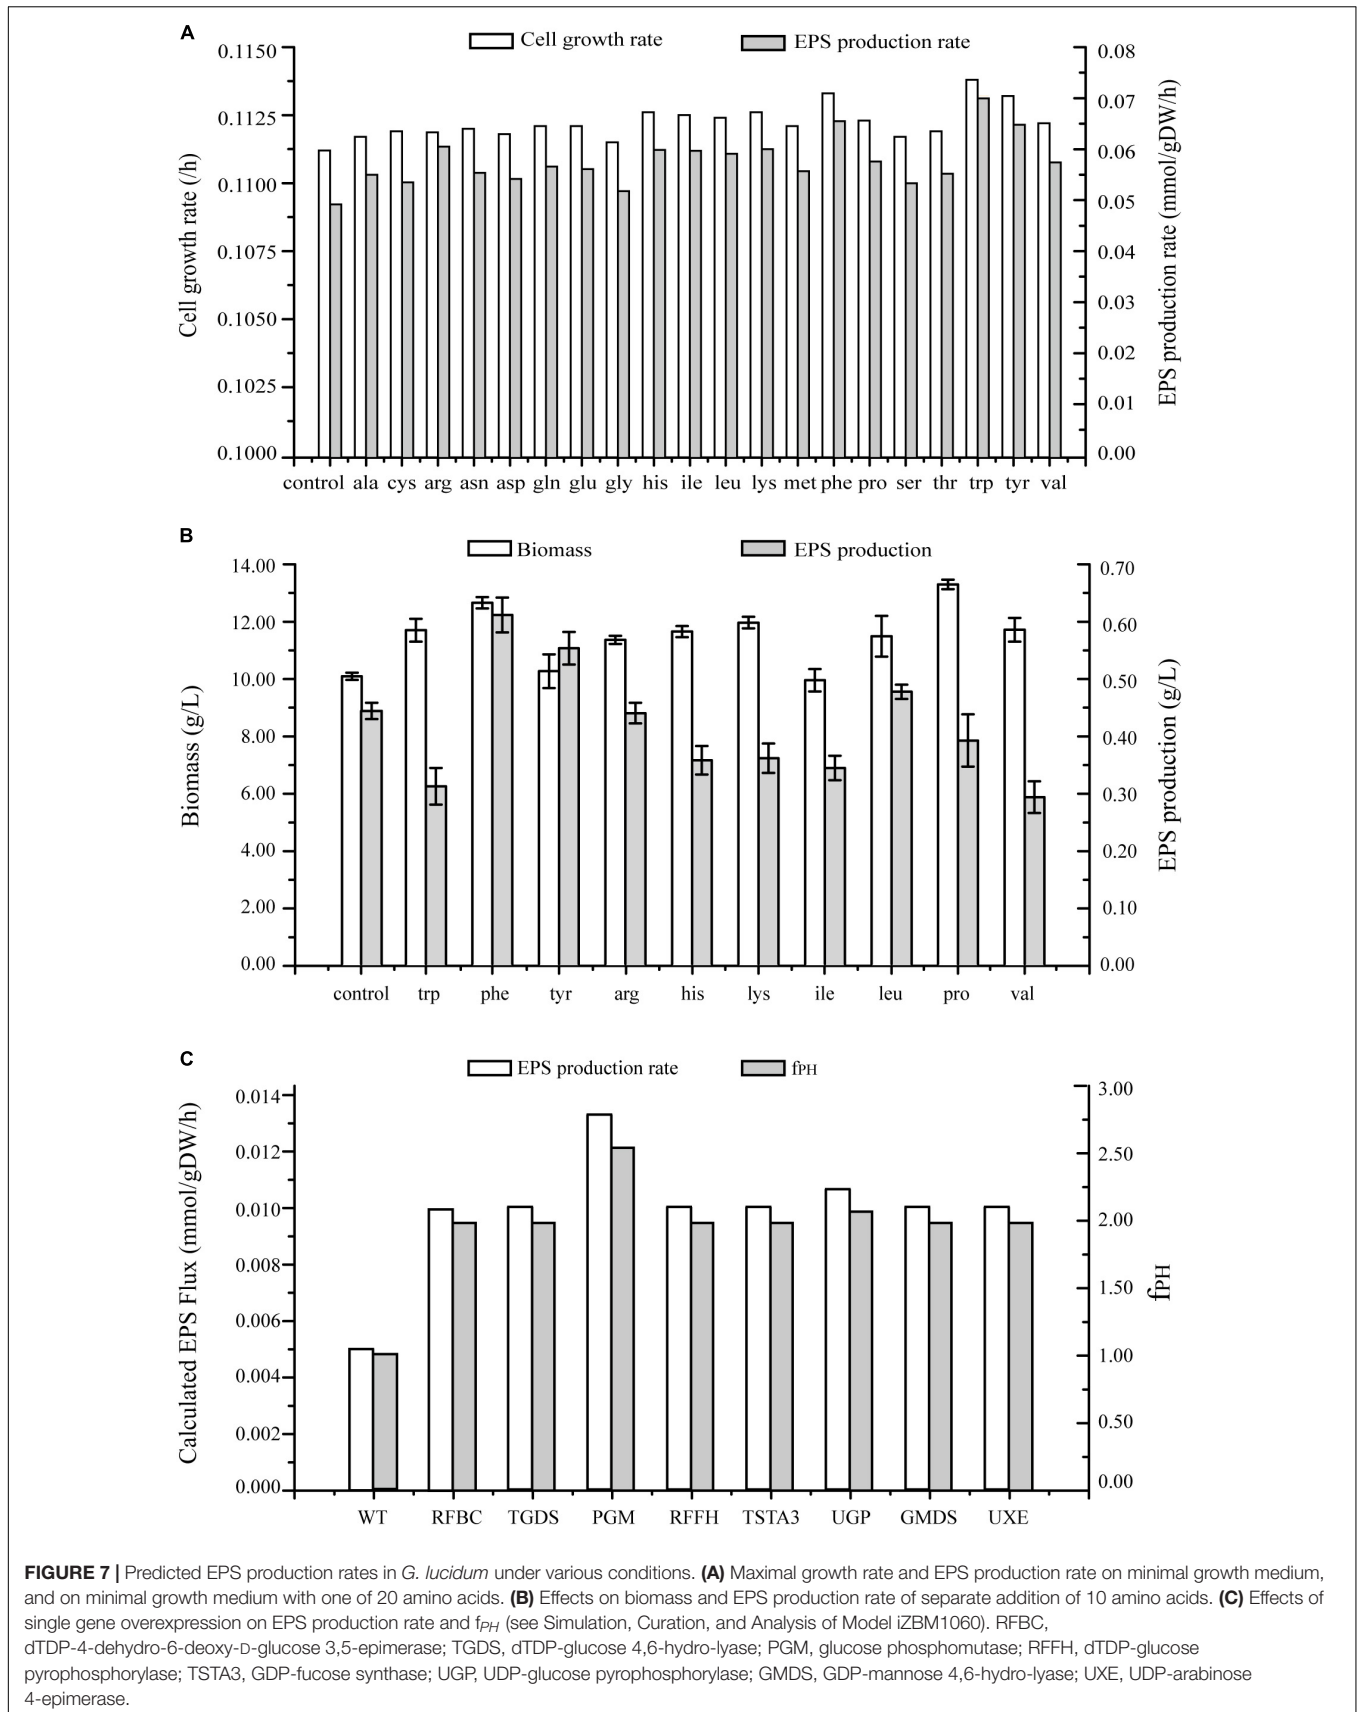 A
Cell growth rate
EPS production rate
0.1150
0.1125
0.1100
0.1075
0.1050
0.1025
0.1000
Cell growth rate (/h)
0.08
0.07
0.06
0.05
0.04
0.03
0.02
0.01
0.00
EPS production rate (mmol/gDW/h)
control ala cys arg asn asp gln glu gly his ile leu lys met phe pro ser thr trp tyr val
B
Biomass
EPS production
14.00
12.00
10.00
8.00
6.00
4.00
2.00
0.00
Biomass (g/L)
0.70
0.60
0.50
0.40
0.30
0.20
0.10
0.00
EPS production (g/L)
control trp phe tyr arg his lys ile leu pro val
C
EPS production rate
fPH
0.014
0.012
0.010
0.008
0.006
0.004
0.002
0.000
Calculated EPS Flux (mmol/gDW/h)
3.00
2.50
2.00
1.50
1.00
0.50
0.00
fPH
WT RFBC TGDS PGM RFFH TSTA3 UGP GMDS UXE
FIGURE 7 | Predicted EPS production rates in G. lucidum under various conditions. (A) Maximal growth rate and EPS production rate on minimal growth medium,
and on minimal growth medium with one of 20 amino acids. (B) Effects on biomass and EPS production rate of separate addition of 10 amino acids. (C) Effects of
single gene overexpression on EPS production rate and fPH (see Simulation, Curation, and Analysis of Model iZBM1060). RFBC,
dTDP-4-dehydro-6-deoxy-D-glucose 3,5-epimerase; TGDS, dTDP-glucose 4,6-hydro-lyase; PGM, glucose phosphomutase; RFFH, dTDP-glucose
pyrophosphorylase; TSTA3, GDP-fucose synthase; UGP, UDP-glucose pyrophosphorylase; GMDS, GDP-mannose 4,6-hydro-lyase; UXE, UDP-arabinose
4-epimerase.